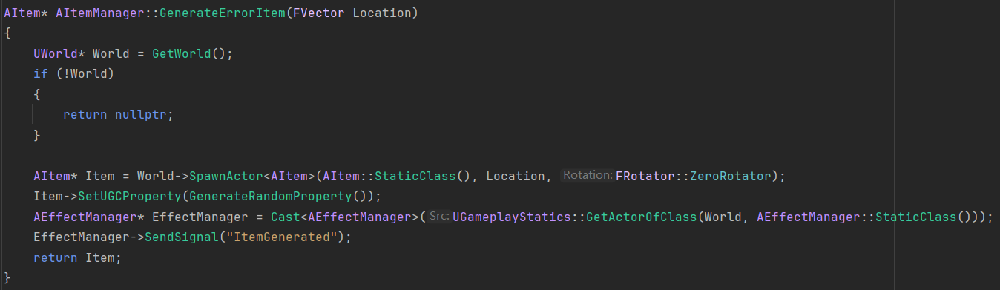 AItem* AItemManager::GenerateErrorItem(FVector Location)
{
    UWorld* World = GetWorld();
    if (!World)
    {
        return nullptr;
    }

    AItem* Item = World->SpawnActor<AItem>(AItem::StaticClass(), Location, Rotation: FRotator::ZeroRotator);
    Item->SetUGCProperty(GenerateRandomProperty());
    AEffectManager* EffectManager = Cast<AEffectManager>( Src: UGameplayStatics::GetActorOfClass(World, AEffectManager::StaticClass()));
    EffectManager->SendSignal("ItemGenerated");
    return Item;
}